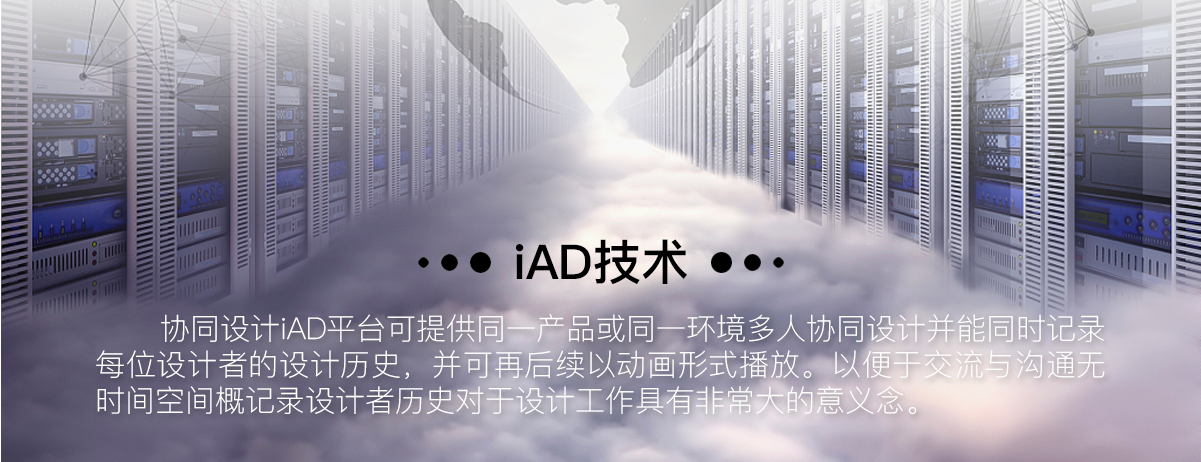 iAD技术
协同设计iAD平台可提供同一产品或同一环境多人协同设计并能同时记录
每位设计者的设计历史，并可再后续以动画形式播放。以便于交流与沟通无
时间空间概记录设计者历史对于设计工作具有非常大的意义念。